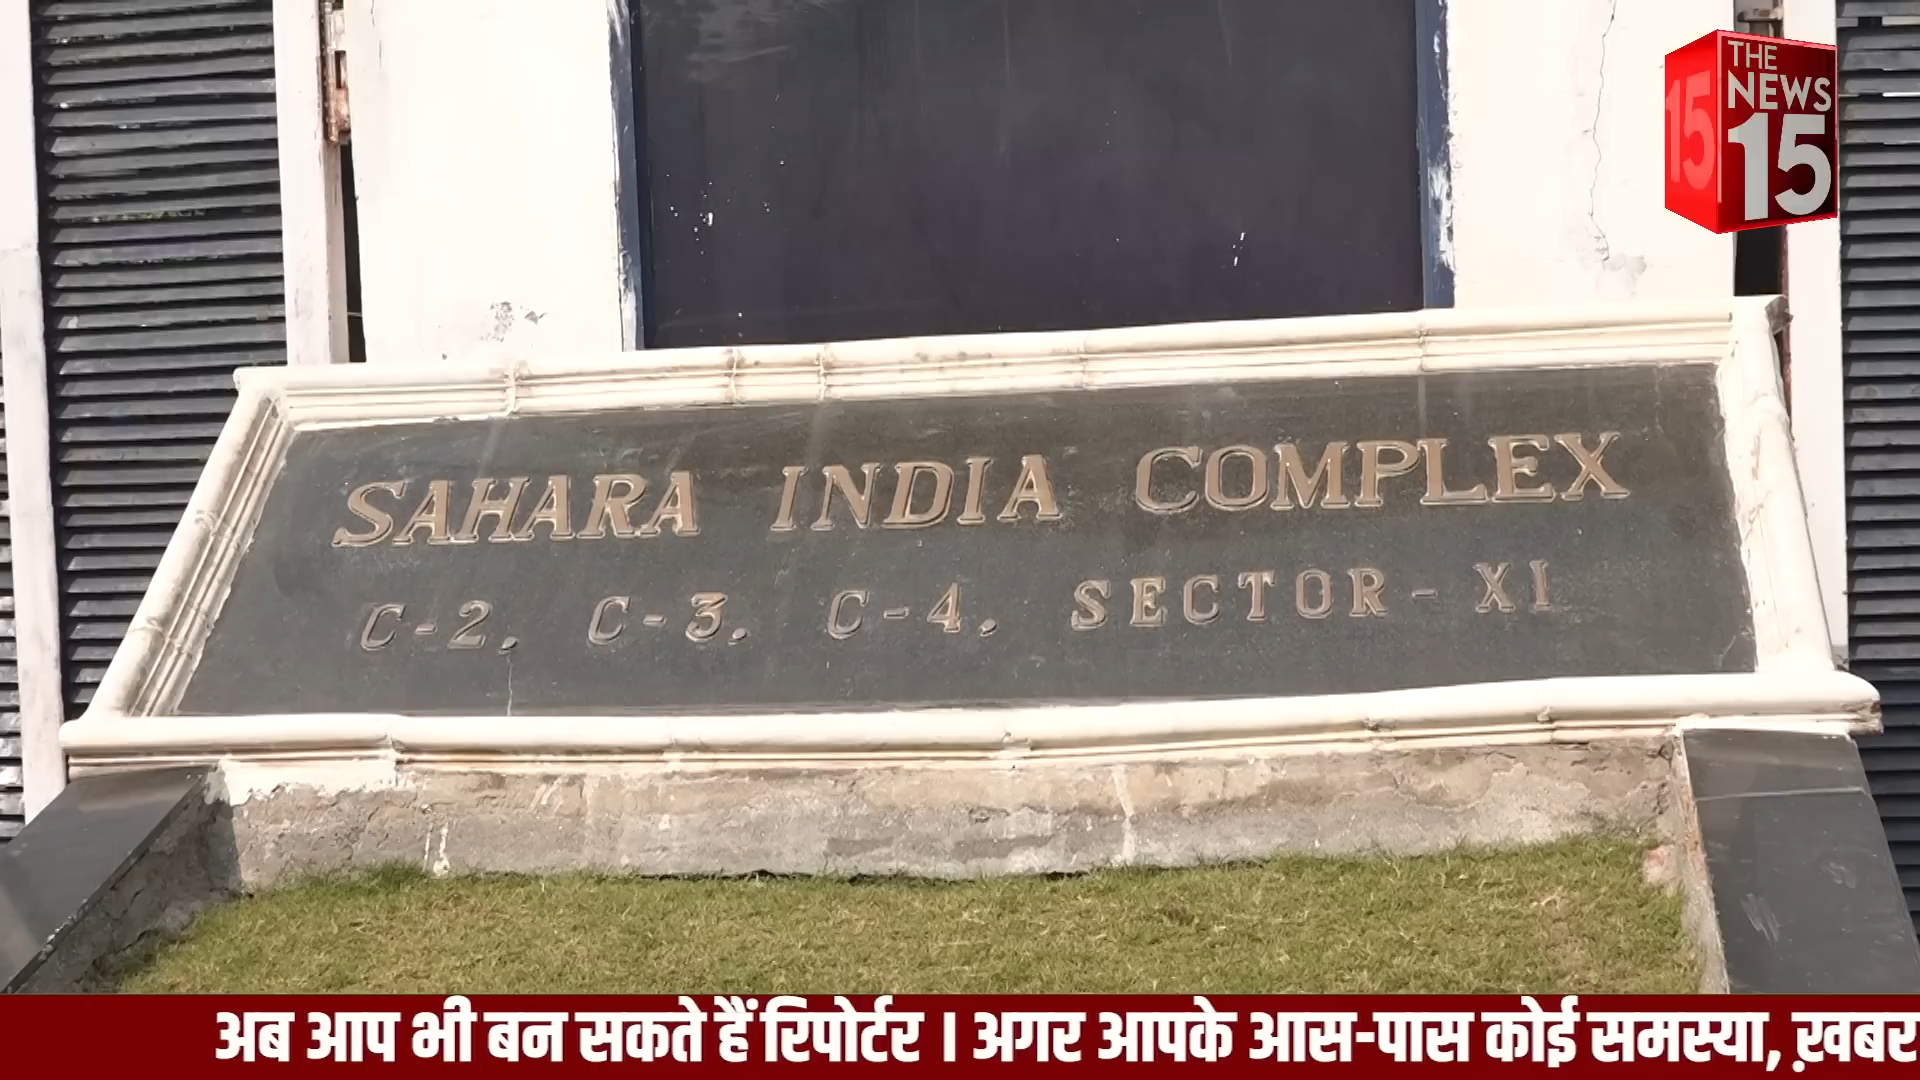 THE
NEWS
15
15
SAHARA INDIA COMPLEX
C-2, C-3, C-4, SECTOR-XI
अब आप भी बन सकते हैं रिपोर्टर । अगर आपके आस-पास कोई समस्या, ख़बर